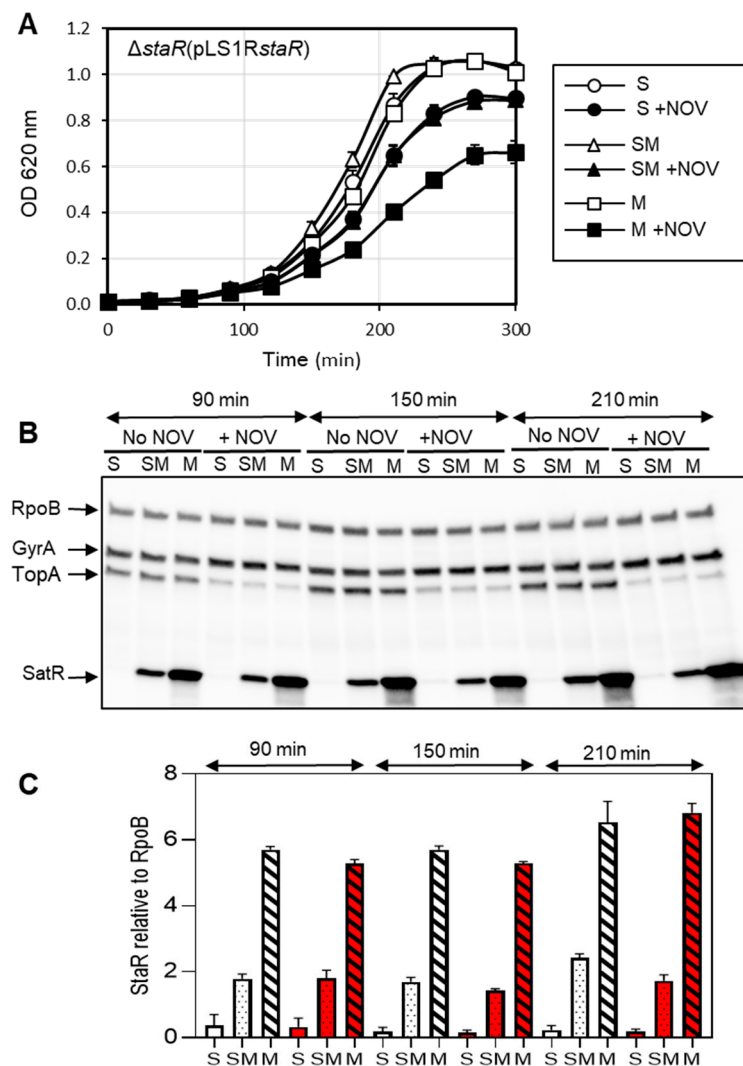 A
ΔstaR(pLS1RstaR)
OD 620 nm
1.2
1.0
0.8
0.6
0.4
0.2
0.0
0
100
200
300
Time (min)
S
S +NOV
SM
SM +NOV
M
M +NOV
B
90 min
150 min
210 min
No NOV
+ NOV
No NOV
+NOV
No NOV
+ NOV
S SM M S SM M S SM M S SM M S SM M S SM M
RpoB
GyrA
TopA
SatR
C
90 min
150 min
210 min
StaR relative to RpoB
8
6
4
2
0
S SM M S SM M S SM M S SM M S SM M S SM M